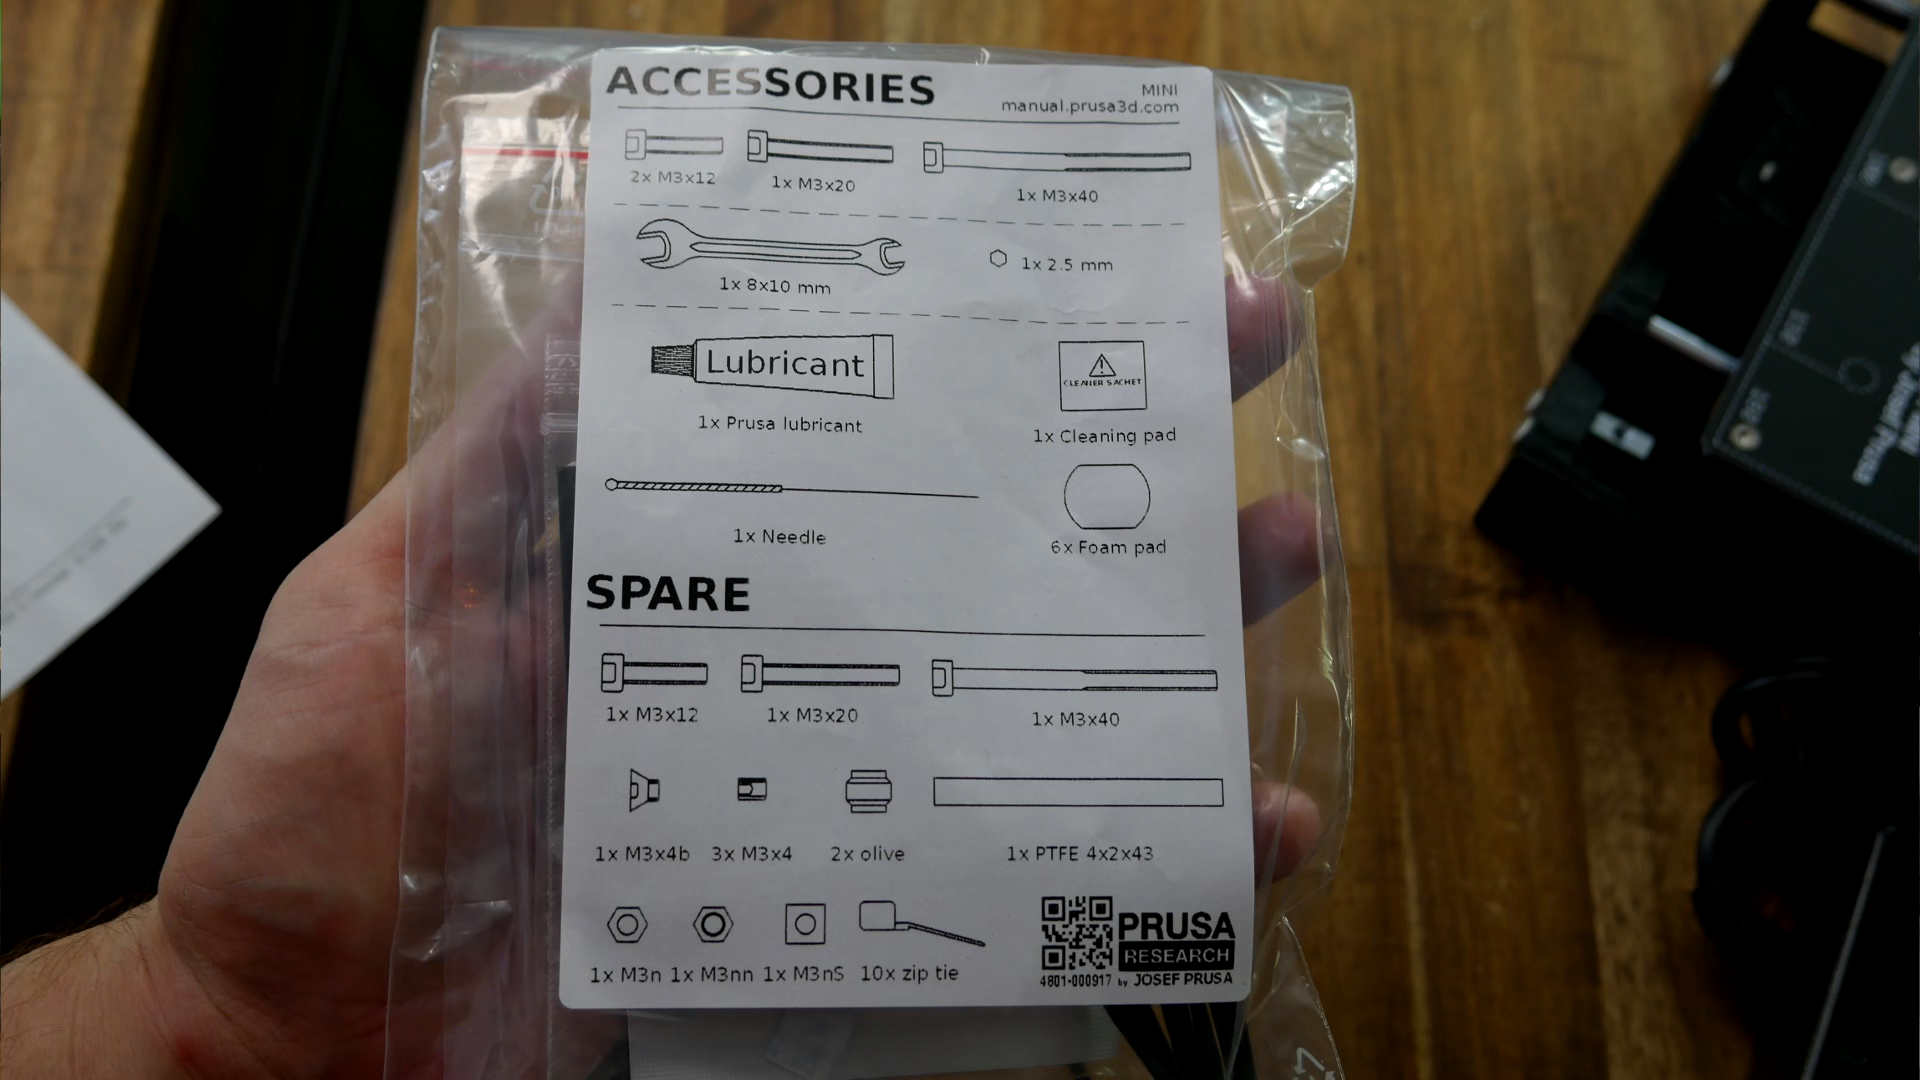 ACCESSORIES
MINI
manual.prusa3d.com
2x M3x12
1x M3x20
1x M3x40
1x 8x10 mm
1x 2.5 mm
Lubricant
CLEANER SACHET
1x Prusa lubricant
1x Cleaning pad
1x Needle
6x Foam pad
SPARE
1x M3x12
1x M3x20
1x M3x40
1x M3x4b
3x M3x4
2x olive
1x PTFE 4x2x43
1x M3n
1x M3nn
1x M3nS
10x zip tie
PRUSA
RESEARCH
4801-000917
by JOSEF PRUSA
by Josef Prusa